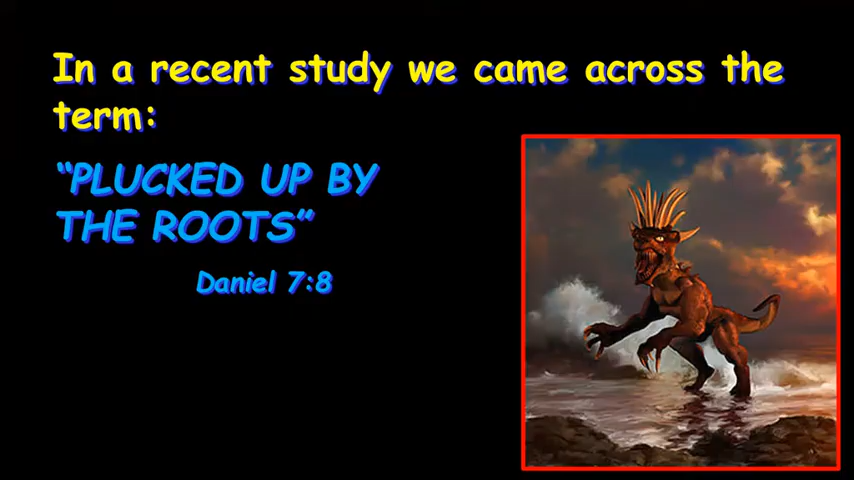 In a recent study we came across the
term:
“PLUCKED UP BY
THE ROOTS”
Daniel 7:8